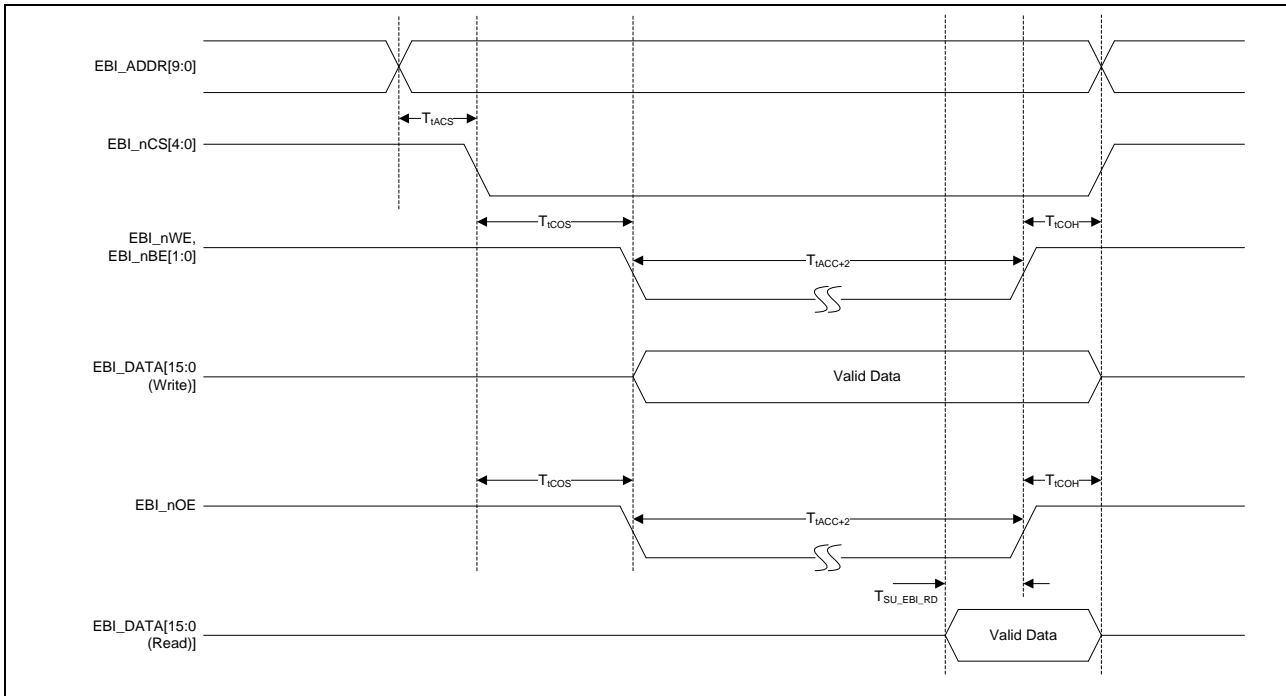 EBI_ADDR[9:0]
TtACS
EBI_nCS[4:0]
TtCOS
TtCOH
EBI_nWE,
EBI_nBE[1:0]
TtACC+2
EBI_DATA[15:0
(Write)]
Valid Data
TtCOS
TtCOH
EBI_nOE
TtACC+2
TSU_EBI_RD
EBI_DATA[15:0
(Read)]
Valid Data